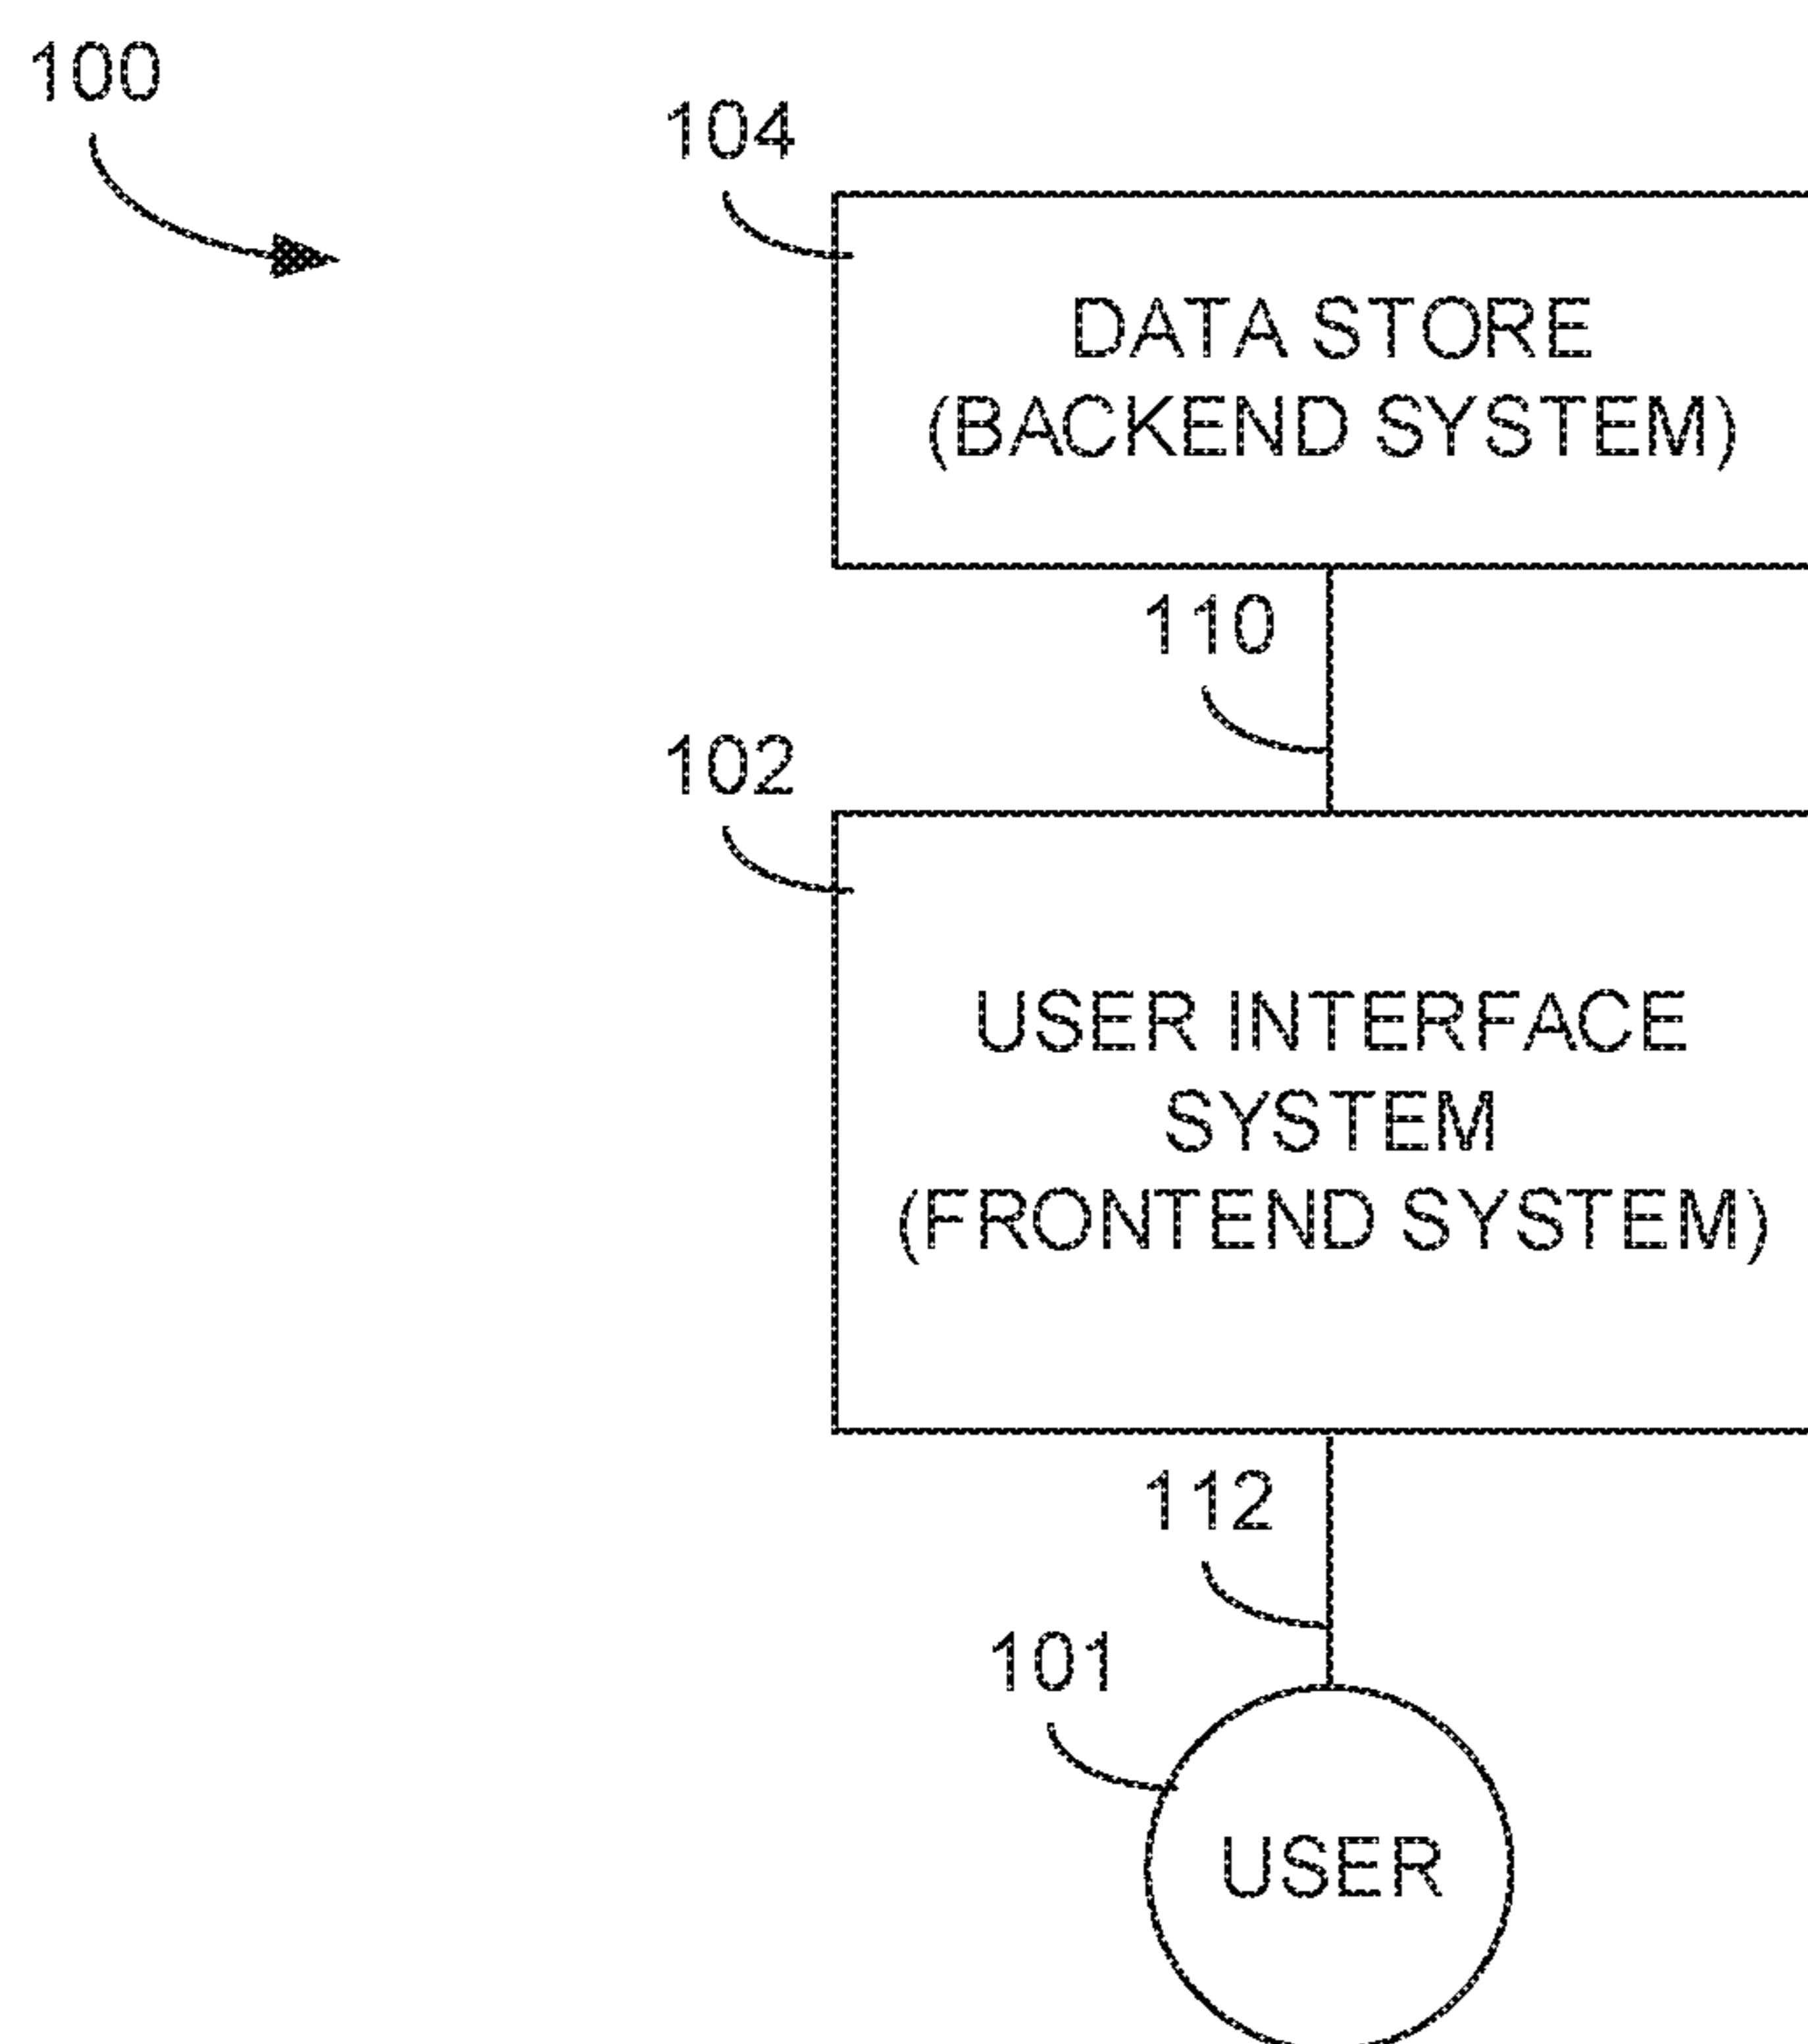 100
104
DATA STORE
(BACKEND SYSTEM)
110
102
USER INTERFACE
SYSTEM
(FRONTEND SYSTEM)
112
101
USER